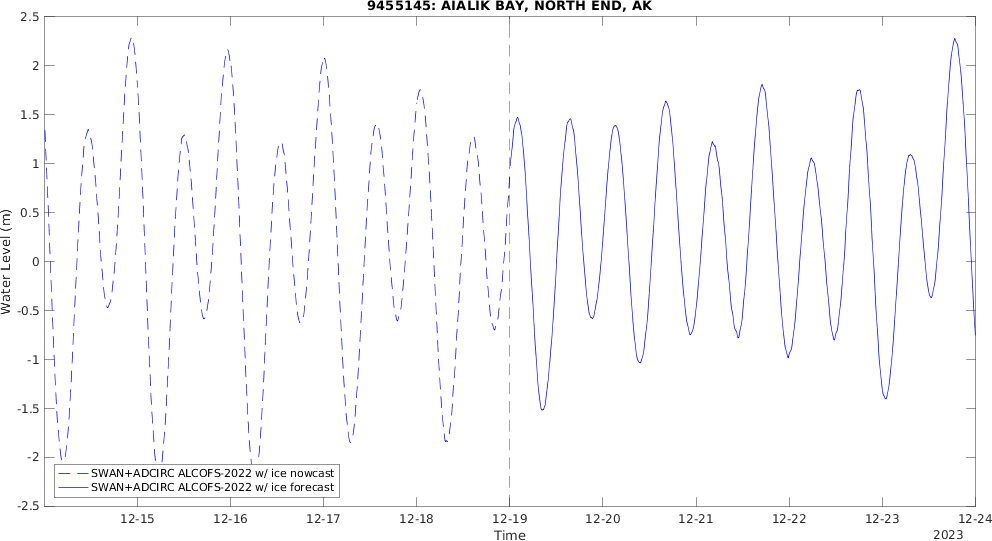 9455145: AIALIK BAY, NORTH END, AK
2.5
2
1.5
1
0.5
0
-0.5
-1
-1.5
-2
-2.5
Water Level (m)
SWAN+ADCIRC ALCOFS-2022 w/ ice nowcast
SWAN+ADCIRC ALCOFS-2022 w/ ice forecast
12-15 12-16 12-17 12-18 12-19 12-20 12-21 12-22 12-23 12-24
Time
2023